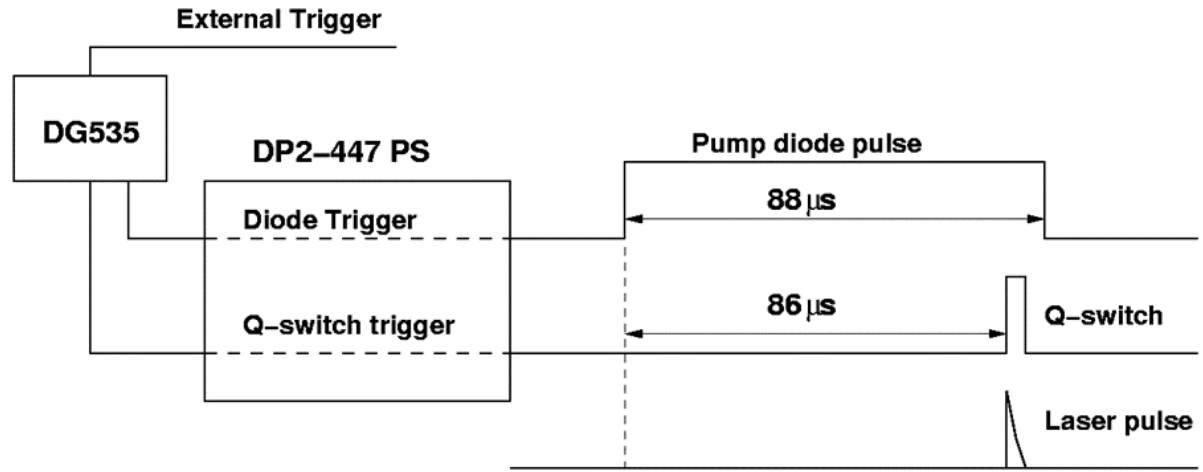 External Trigger
DG535
DP2−447 PS
Pump diode pulse
88 μs
Diode Trigger
86 μs
Q−switch trigger
Q−switch
Laser pulse